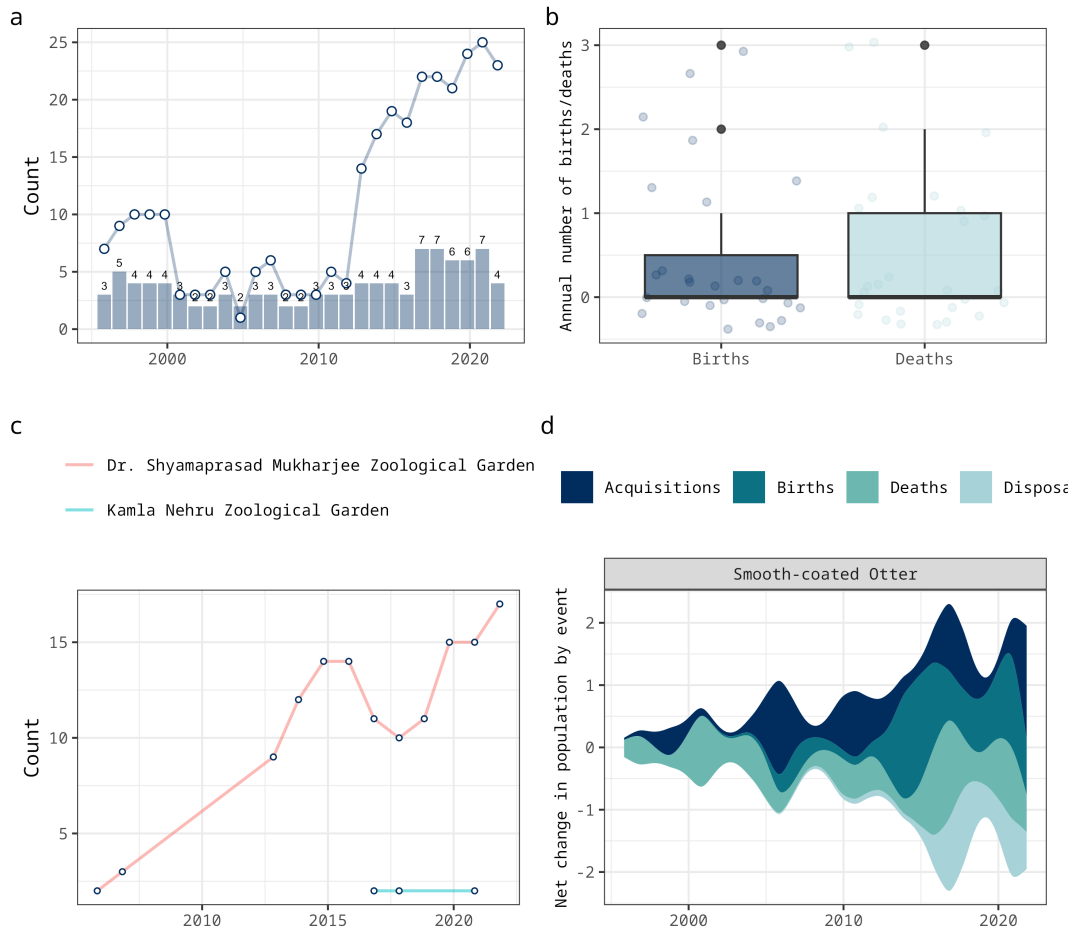 a
Count
25
20
15
10
5
0
3 5 4 4 4 3 2 2 3 2 3 3 2 2 3 3 3 4 4 4 3 7 7 6 6 7 4
2000 2010 2020
b
Annual number of births/deaths
3
2
1
0
Births Deaths
c
Dr. Shyamaprasad Mukharjee Zoological Garden
Kamla Nehru Zoological Garden
Count
15
10
5
2010 2015 2020
d
Acquisitions Births Deaths Disposa
Smooth-coated Otter
Net change in population by event
2
1
0
-1
-2
2000 2010 2020